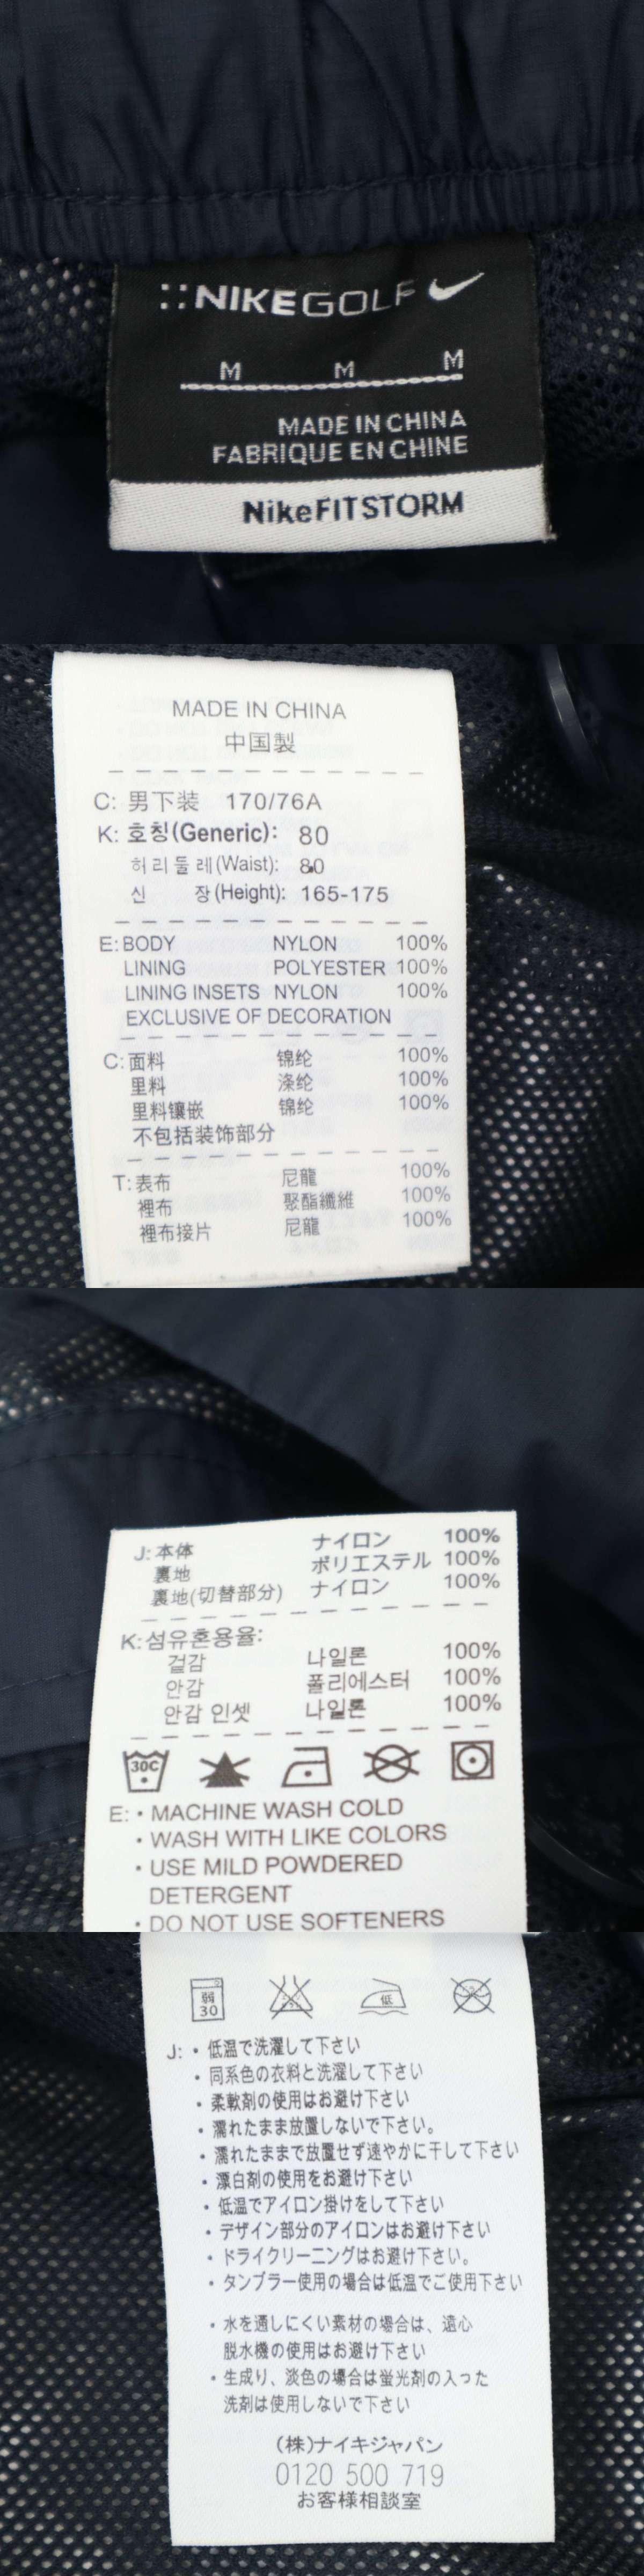 NIKEGOLF
M M M
MADE IN CHINA
FABRIQUE EN CHINE
NikeFITSTORM
MADE IN CHINA
中国製
C: 男下装 170/76A
K: 호칭(Generic): 80
허리둘레(Waist): 80
신 장(Height): 165-175
E: BODY NYLON 100%
LINING POLYESTER 100%
LINING INSETS NYLON 100%
EXCLUSIVE OF DECORATION
C: 面料 锦纶 100%
里料 涤纶 100%
里料镶嵌 锦纶 100%
不包括装饰部分
T: 表布 尼龍 100%
裡布 聚酯纖維 100%
裡布接片 尼龍 100%
J: 本体 ナイロン 100%
裏地 ポリエステル 100%
裏地(切替部分) ナイロン 100%
K: 섬유혼용율:
겉감 나일론 100%
안감 폴리에스터 100%
안감 인셋 나일론 100%
30C
E: • MACHINE WASH COLD
• WASH WITH LIKE COLORS
• USE MILD POWDERED
DETERGENT
• DO NOT USE SOFTENERS
弱 30 低
J: • 低温で洗濯して下さい
• 同系色の衣料と洗濯して下さい
• 柔軟剤の使用はお避け下さい
• 濡れたまま放置しないで下さい。
• 濡れたままで放置せず速やかに干して下さい
• 漂白剤の使用をお避け下さい
• 低温でアイロン掛けをして下さい
• デザイン部分のアイロンはお避け下さい
• ドライクリーニングはお避け下さい。
• タンブラー使用の場合は低温でご使用下さい
• 水を通しにくい素材の場合は、遠心
脱水機の使用はお避け下さい
• 生成り、淡色の場合は蛍光剤の入った
洗剤は使用しないで下さい
(株)ナイキジャパン
0120 500 719
お客様相談室